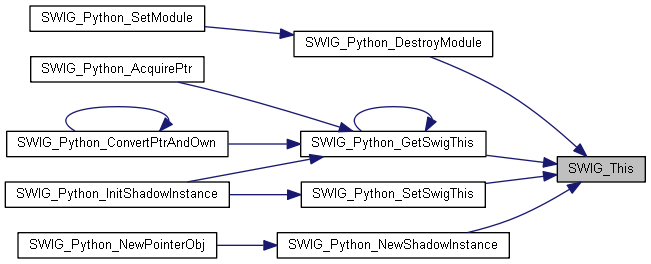 SWIG_Python_SetModule
SWIG_Python_DestroyModule
SWIG_Python_AcquirePtr
SWIG_Python_ConvertPtrAndOwn
SWIG_Python_GetSwigThis
SWIG_This
SWIG_Python_InitShadowInstance
SWIG_Python_SetSwigThis
SWIG_Python_NewPointerObj
SWIG_Python_NewShadowInstance